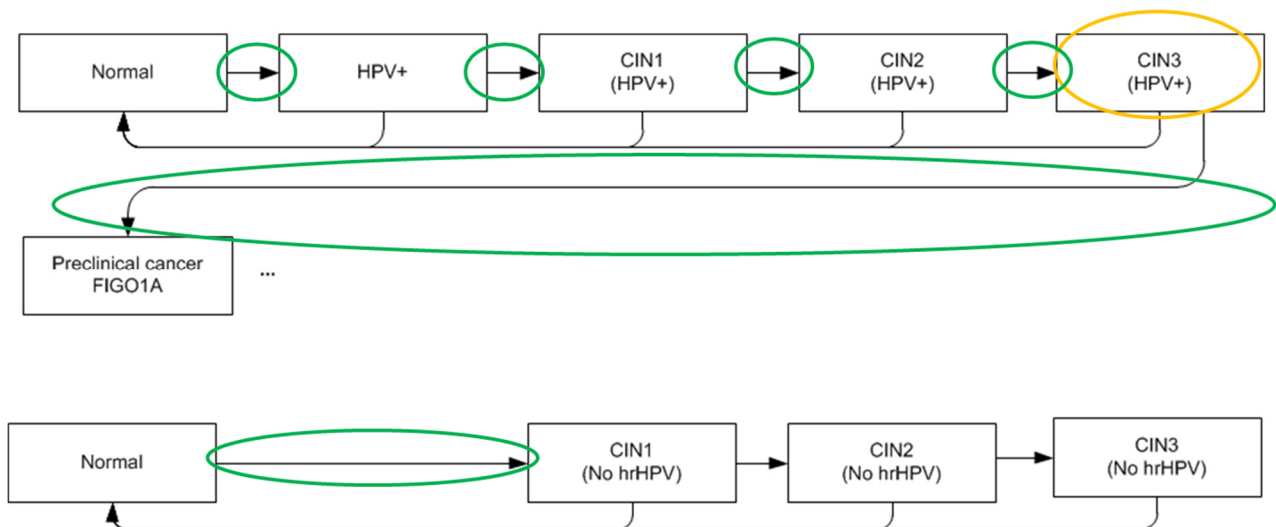 Normal
HPV+
CIN1
(HPV+)
CIN2
(HPV+)
CIN3
(HPV+)
Preclinical cancer
FIGO1A
...
Normal
CIN1
(No hrHPV)
CIN2
(No hrHPV)
CIN3
(No hrHPV)